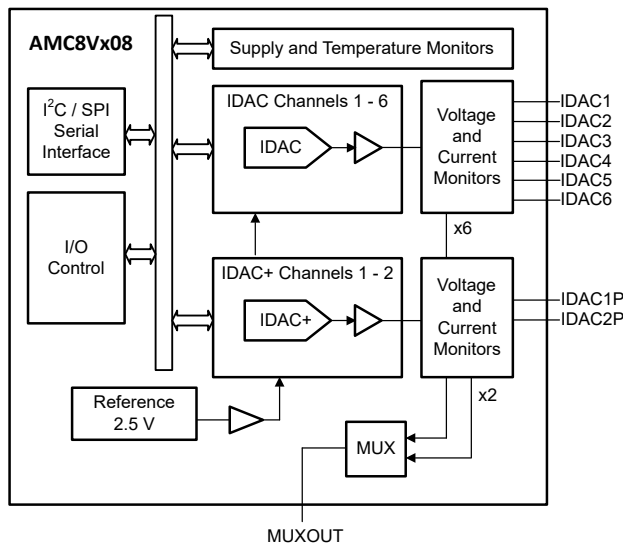 AMC8Vx08
Supply and Temperature Monitors
I²C / SPI
Serial
Interface
I/O
Control
IDAC Channels 1 - 6
IDAC
Voltage
and
Current
Monitors
IDAC1
IDAC2
IDAC3
IDAC4
IDAC5
IDAC6
x6
IDAC+ Channels 1 - 2
IDAC+
Voltage
and
Current
Monitors
IDAC1P
IDAC2P
x2
Reference
2.5 V
MUX
MUXOUT